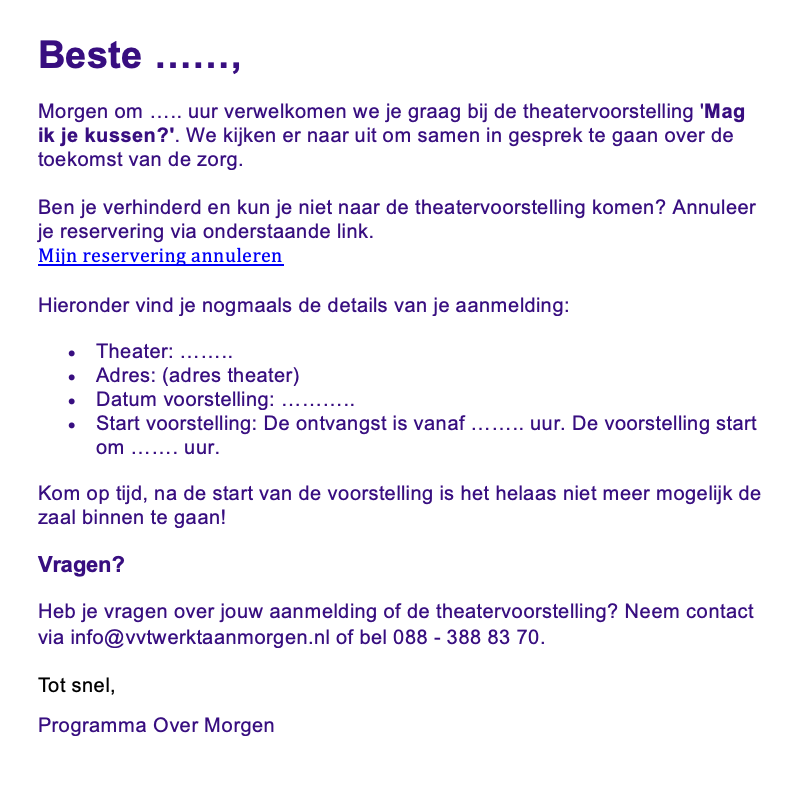 Beste ……,
Morgen om ….. uur verwelkomen we je graag bij de theatervoorstelling 'Mag
ik je kussen?'. We kijken er naar uit om samen in gesprek te gaan over de
toekomst van de zorg.
Ben je verhinderd en kun je niet naar de theatervoorstelling komen? Annuleer
je reservering via onderstaande link.
Mijn reservering annuleren
Hieronder vind je nogmaals de details van je aanmelding:
• Theater: ……..
• Adres: (adres theater)
• Datum voorstelling: ………..
• Start voorstelling: De ontvangst is vanaf …….. uur. De voorstelling start
om ……. uur.
Kom op tijd, na de start van de voorstelling is het helaas niet meer mogelijk de
zaal binnen te gaan!
Vragen?
Heb je vragen over jouw aanmelding of de theatervoorstelling? Neem contact
via info@vvtwerktaanmorgen.nl of bel 088 - 388 83 70.
Tot snel,
Programma Over Morgen